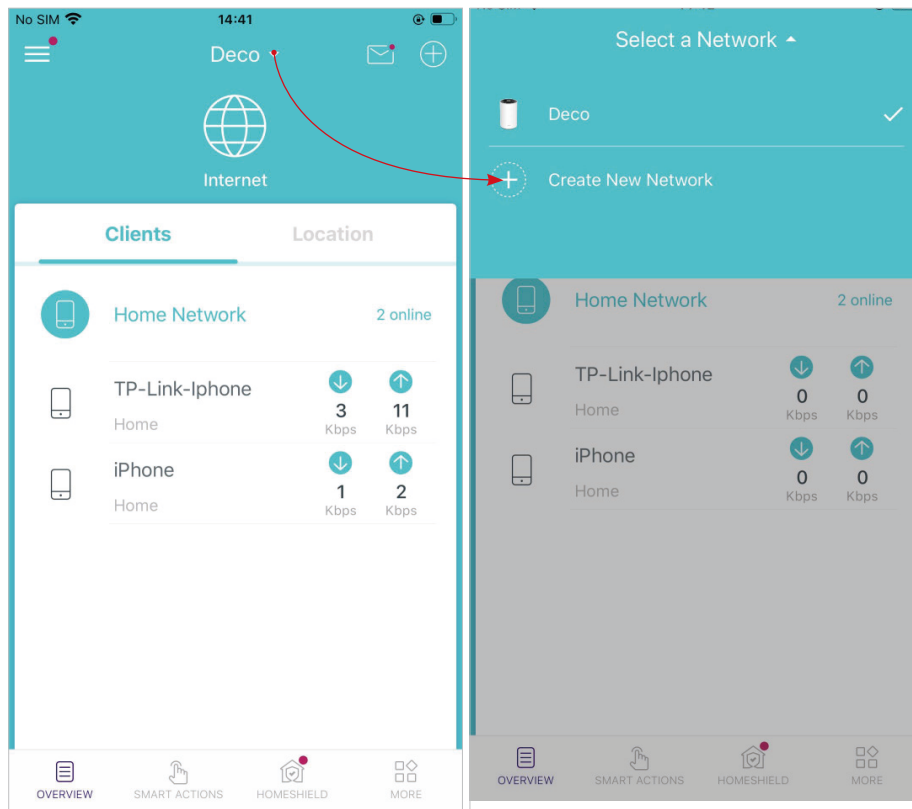 No SIM 14:41
Deco
Internet
Clients Location
Home Network 2 online
TP-Link-Iphone
Home
3 11
Kbps Kbps
iPhone
Home
1 2
Kbps Kbps
OVERVIEW SMART ACTIONS HOMESHIELD MORE
Select a Network
Deco
Create New Network
Home Network 2 online
TP-Link-Iphone
Home
0 0
Kbps Kbps
iPhone
Home
0 0
Kbps Kbps
OVERVIEW SMART ACTIONS HOMESHIELD MORE